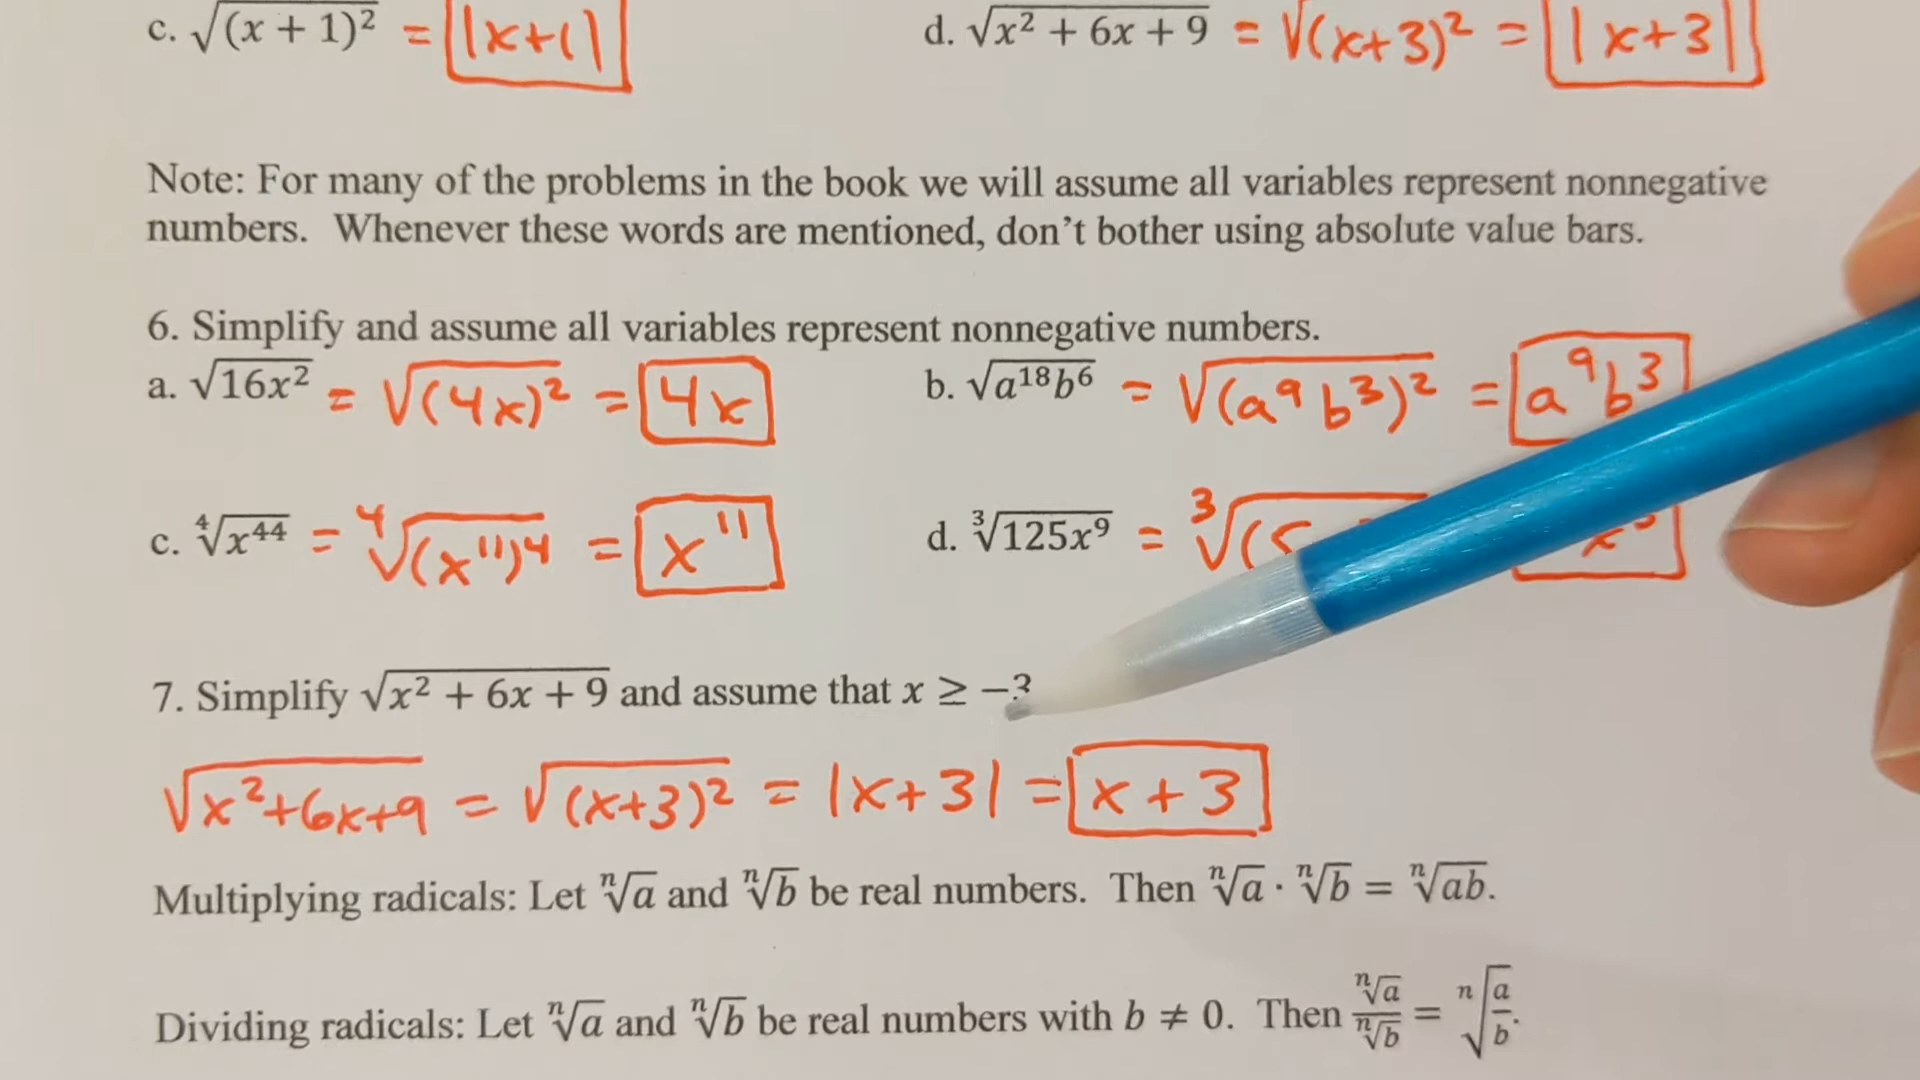 c. √(x + 1)² = |x+1|
d. √x² + 6x + 9 = √(x+3)² = |x+3|
Note: For many of the problems in the book we will assume all variables represent nonnegative
numbers. Whenever these words are mentioned, don’t bother using absolute value bars.
6. Simplify and assume all variables represent nonnegative numbers.
a. √16x² = √(4x)² = 4x
b. √a¹⁸b⁶ = √(a⁹b³)² = a⁹b³
c. ⁴√x⁴⁴ = ⁴√(x¹¹)⁴ = x¹¹
d. ³√125x⁹ = ³√(5
7. Simplify √x² + 6x + 9 and assume that x ≥ −3
√x²+6x+9 = √(x+3)² = |x+3| = x+3
Multiplying radicals: Let ⁿ√a and ⁿ√b be real numbers. Then ⁿ√a · ⁿ√b = ⁿ√ab.
Dividing radicals: Let ⁿ√a and ⁿ√b be real numbers with b ≠ 0. Then ⁿ√a/ⁿ√b = ⁿ√a/b.